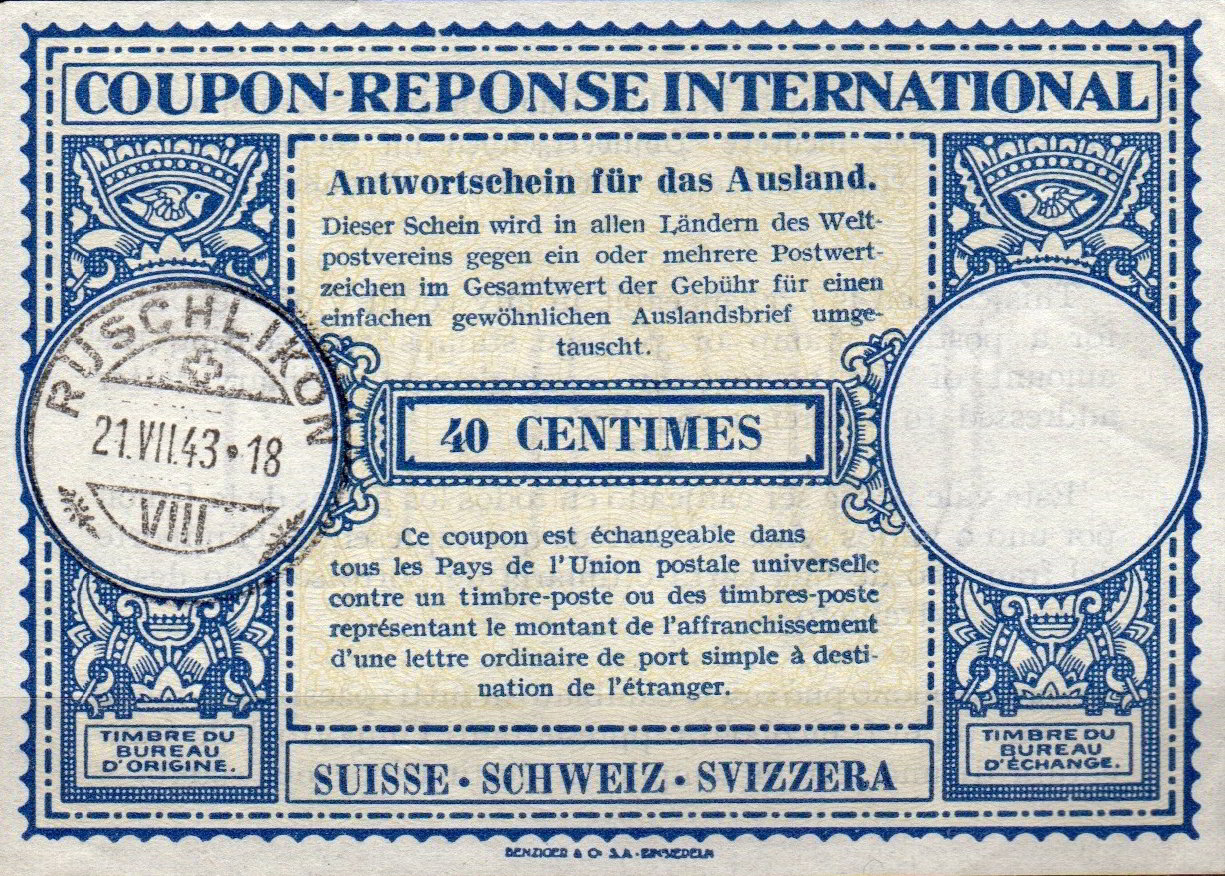 COUPON-REPONSE INTERNATIONAL
Antwortschein für das Ausland.
Dieser Schein wird in allen Ländern des Welt-
postvereins gegen ein oder mehrere Postwert-
zeichen im Gesamtwert der Gebühr für einen
einfachen gewöhnlichen Auslandsbrief umge-
tauscht.
RÜSCHLIKON
21.VII.43·18
VIII
40 CENTIMES
Ce coupon est échangeable dans
tous les Pays de l'Union postale universelle
contre un timbre-poste ou des timbres-poste
représentant le montant de l'affranchissement
d'une lettre ordinaire de port simple à desti-
nation de l'étranger.
TIMBRE DU
BUREAU
D'ORIGINE.
TIMBRE DU
BUREAU
D'ÉCHANGE.
SUISSE · SCHWEIZ · SVIZZERA
BENZIGER & Co S.A · EINSIEDELN